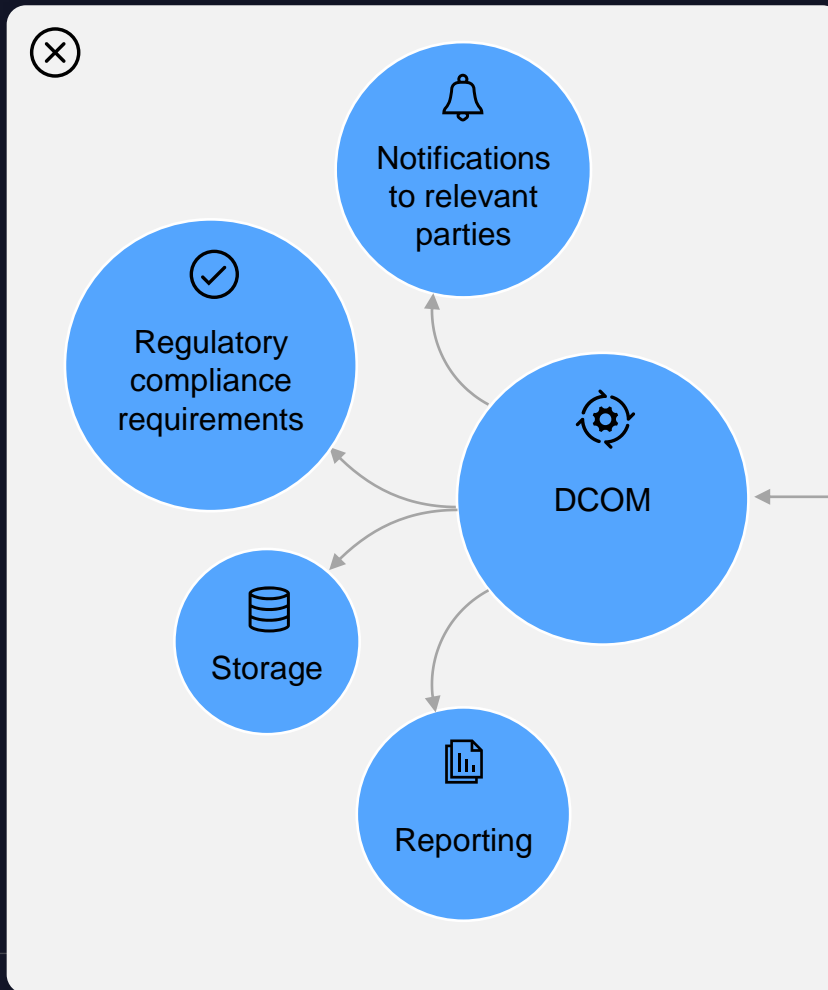 Notifications
to relevant
parties
Regulatory
compliance
requirements
DCOM
Storage
Reporting